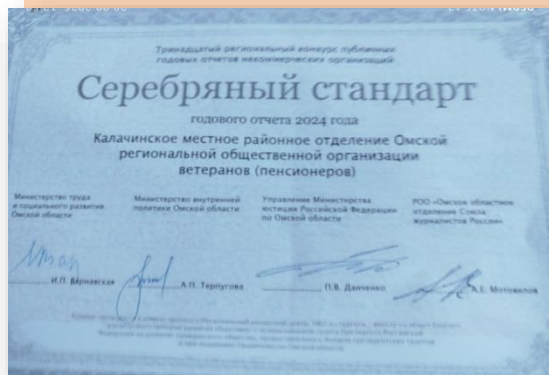 Тринадцатый региональный конкурс публичных
годовых отчетов некоммерческих организаций
Серебряный стандарт
годового отчета 2024 года
Калачинское местное районное отделение Омской
региональной общественной организации
ветеранов (пенсионеров)
Министерство труда
и социального развития
Омской области
Министерство внутренней
политики Омской области
Управление Министерства
юстиции Российской Федерации
по Омской области
РОО «Омское областное
отделение Союза
журналистов России»
И.П. Варнавская
А.П. Терпугова
П.В. Данченко
А.Е. Мотовилов